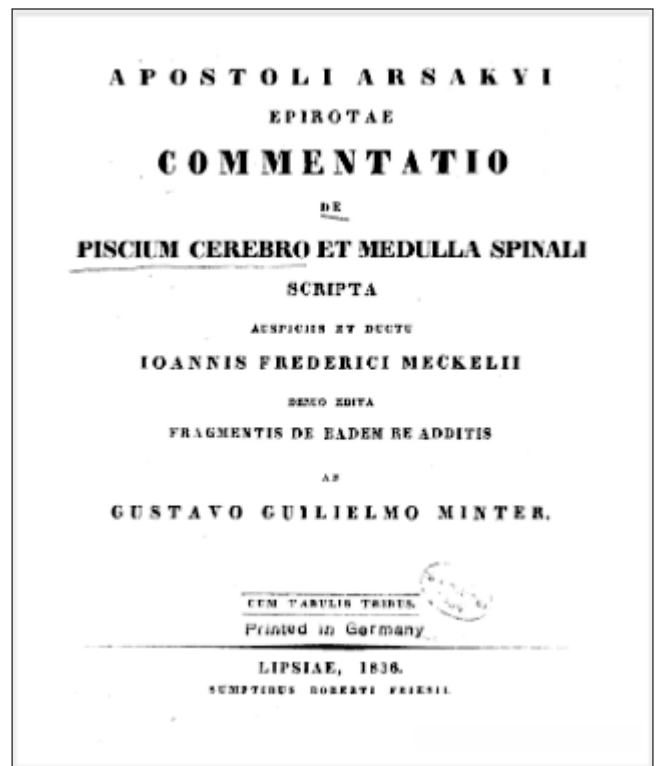 APOSTOLI ARSAKYI
EPIROTAE
COMMENTATIO
DE
PISCIUM CEREBRO ET MEDULLA SPINALI
SCRIPTA
AUSPICIIS ET DUCTU
IOANNIS FREDERICI MECKELII
DENUO EDITA
FRAGMENTIS DE EADEM RE ADDITIS
AB
GUSTAVO GUILIELMO MINTER.
CUM TABULIS TRIBUS.
Printed in Germany
LIPSIAE, 1836.
SUMPTIBUS ROBERTI FRIESII.